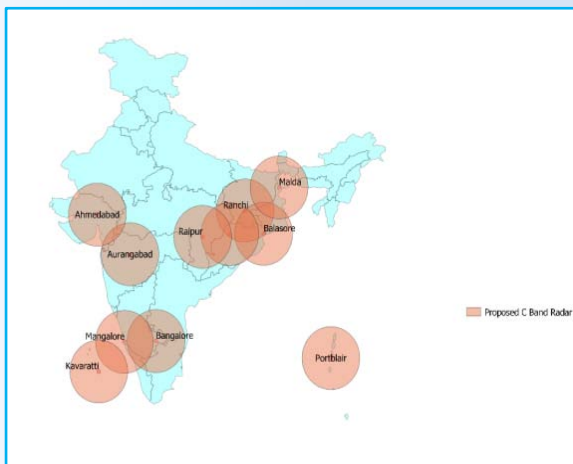 Malda
Ranchi
Ahmedabad
Balasore
Raipur
Aurangabad
Proposed C Band Radar
Mangalore
Bangalore
Portblair
Kavaratti